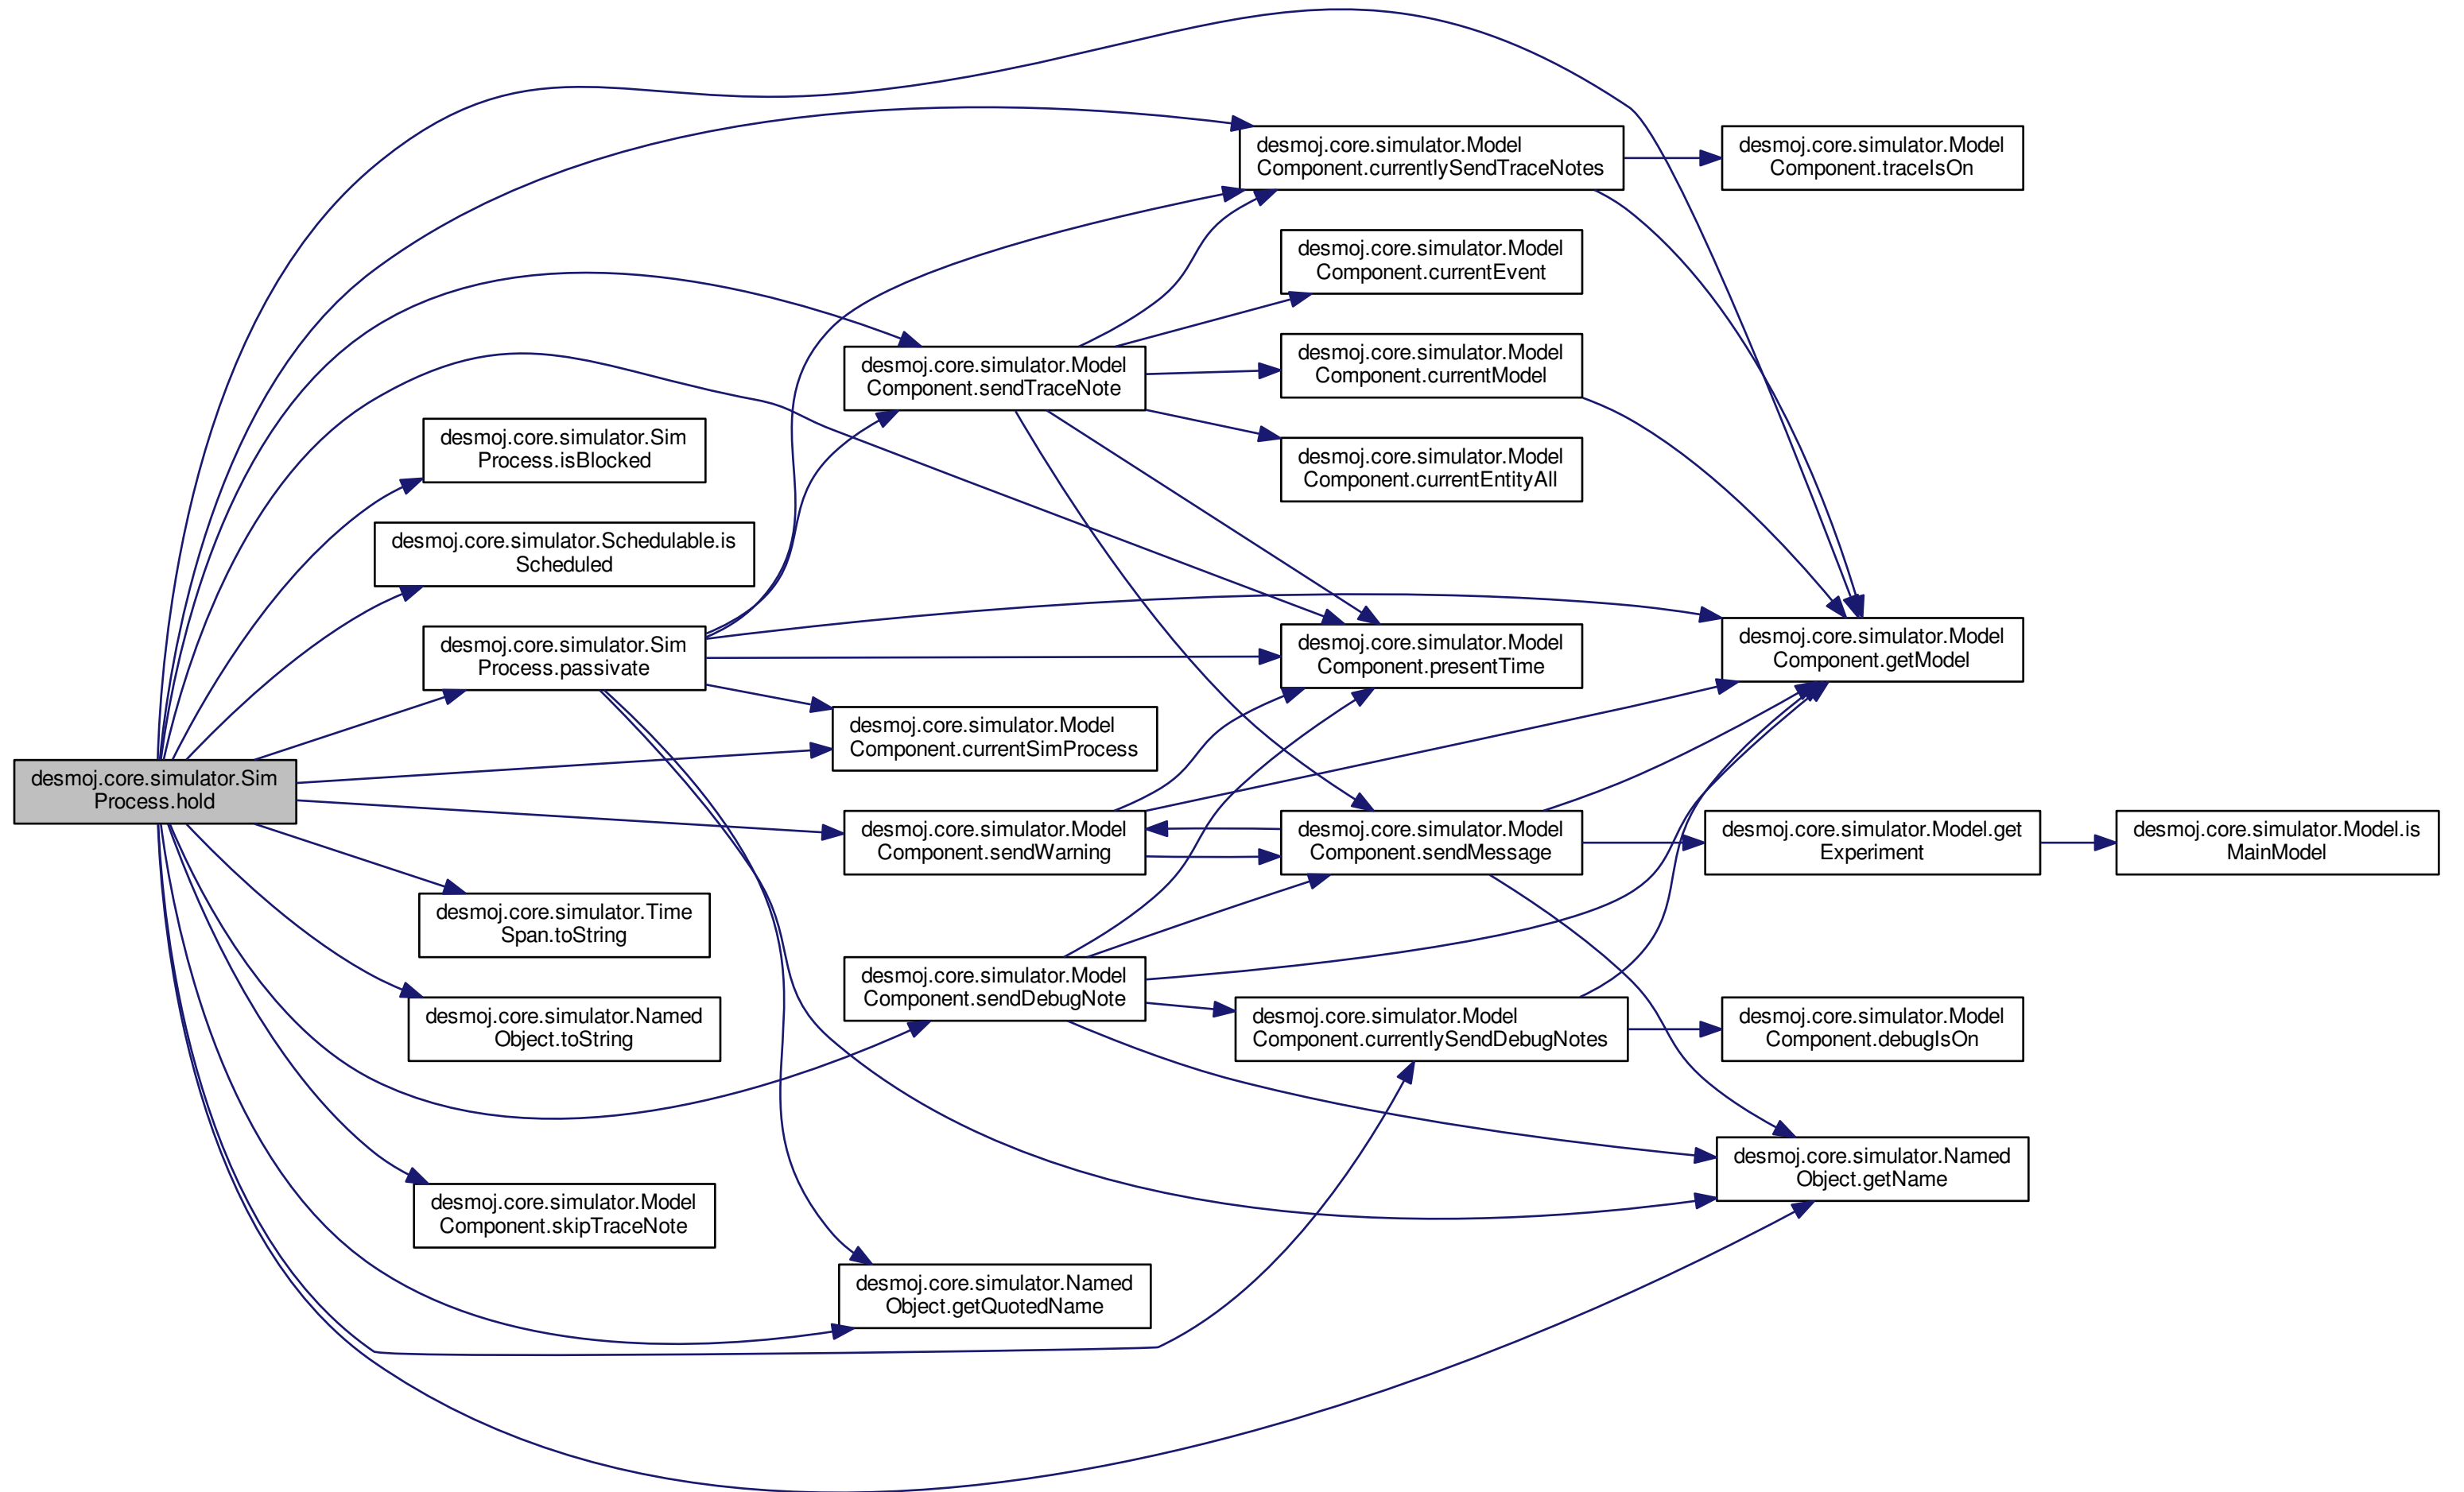 desmoj.core.simulator.Sim
Process.hold
desmoj.core.simulator.Sim
Process.isBlocked
desmoj.core.simulator.Schedulable.is
Scheduled
desmoj.core.simulator.Sim
Process.passivate
desmoj.core.simulator.Time
Span.toString
desmoj.core.simulator.Named
Object.toString
desmoj.core.simulator.Model
Component.skipTraceNote
desmoj.core.simulator.Model
Component.sendTraceNote
desmoj.core.simulator.Model
Component.currentSimProcess
desmoj.core.simulator.Model
Component.sendWarning
desmoj.core.simulator.Model
Component.sendDebugNote
desmoj.core.simulator.Named
Object.getQuotedName
desmoj.core.simulator.Model
Component.currentlySendTraceNotes
desmoj.core.simulator.Model
Component.currentEvent
desmoj.core.simulator.Model
Component.currentModel
desmoj.core.simulator.Model
Component.currentEntityAll
desmoj.core.simulator.Model
Component.presentTime
desmoj.core.simulator.Model
Component.sendMessage
desmoj.core.simulator.Model
Component.currentlySendDebugNotes
desmoj.core.simulator.Model
Component.traceIsOn
desmoj.core.simulator.Model
Component.getModel
desmoj.core.simulator.Model.get
Experiment
desmoj.core.simulator.Model
Component.debugIsOn
desmoj.core.simulator.Named
Object.getName
desmoj.core.simulator.Model.is
MainModel